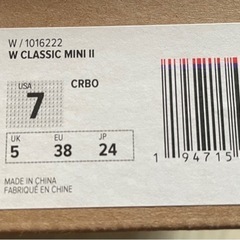 W / 1016222
W CLASSIC MINI II
USA
7
CRBO
UK EU JP
5 38 24
1 94715
MADE IN CHINA
FABRIQUÉ EN CHINE